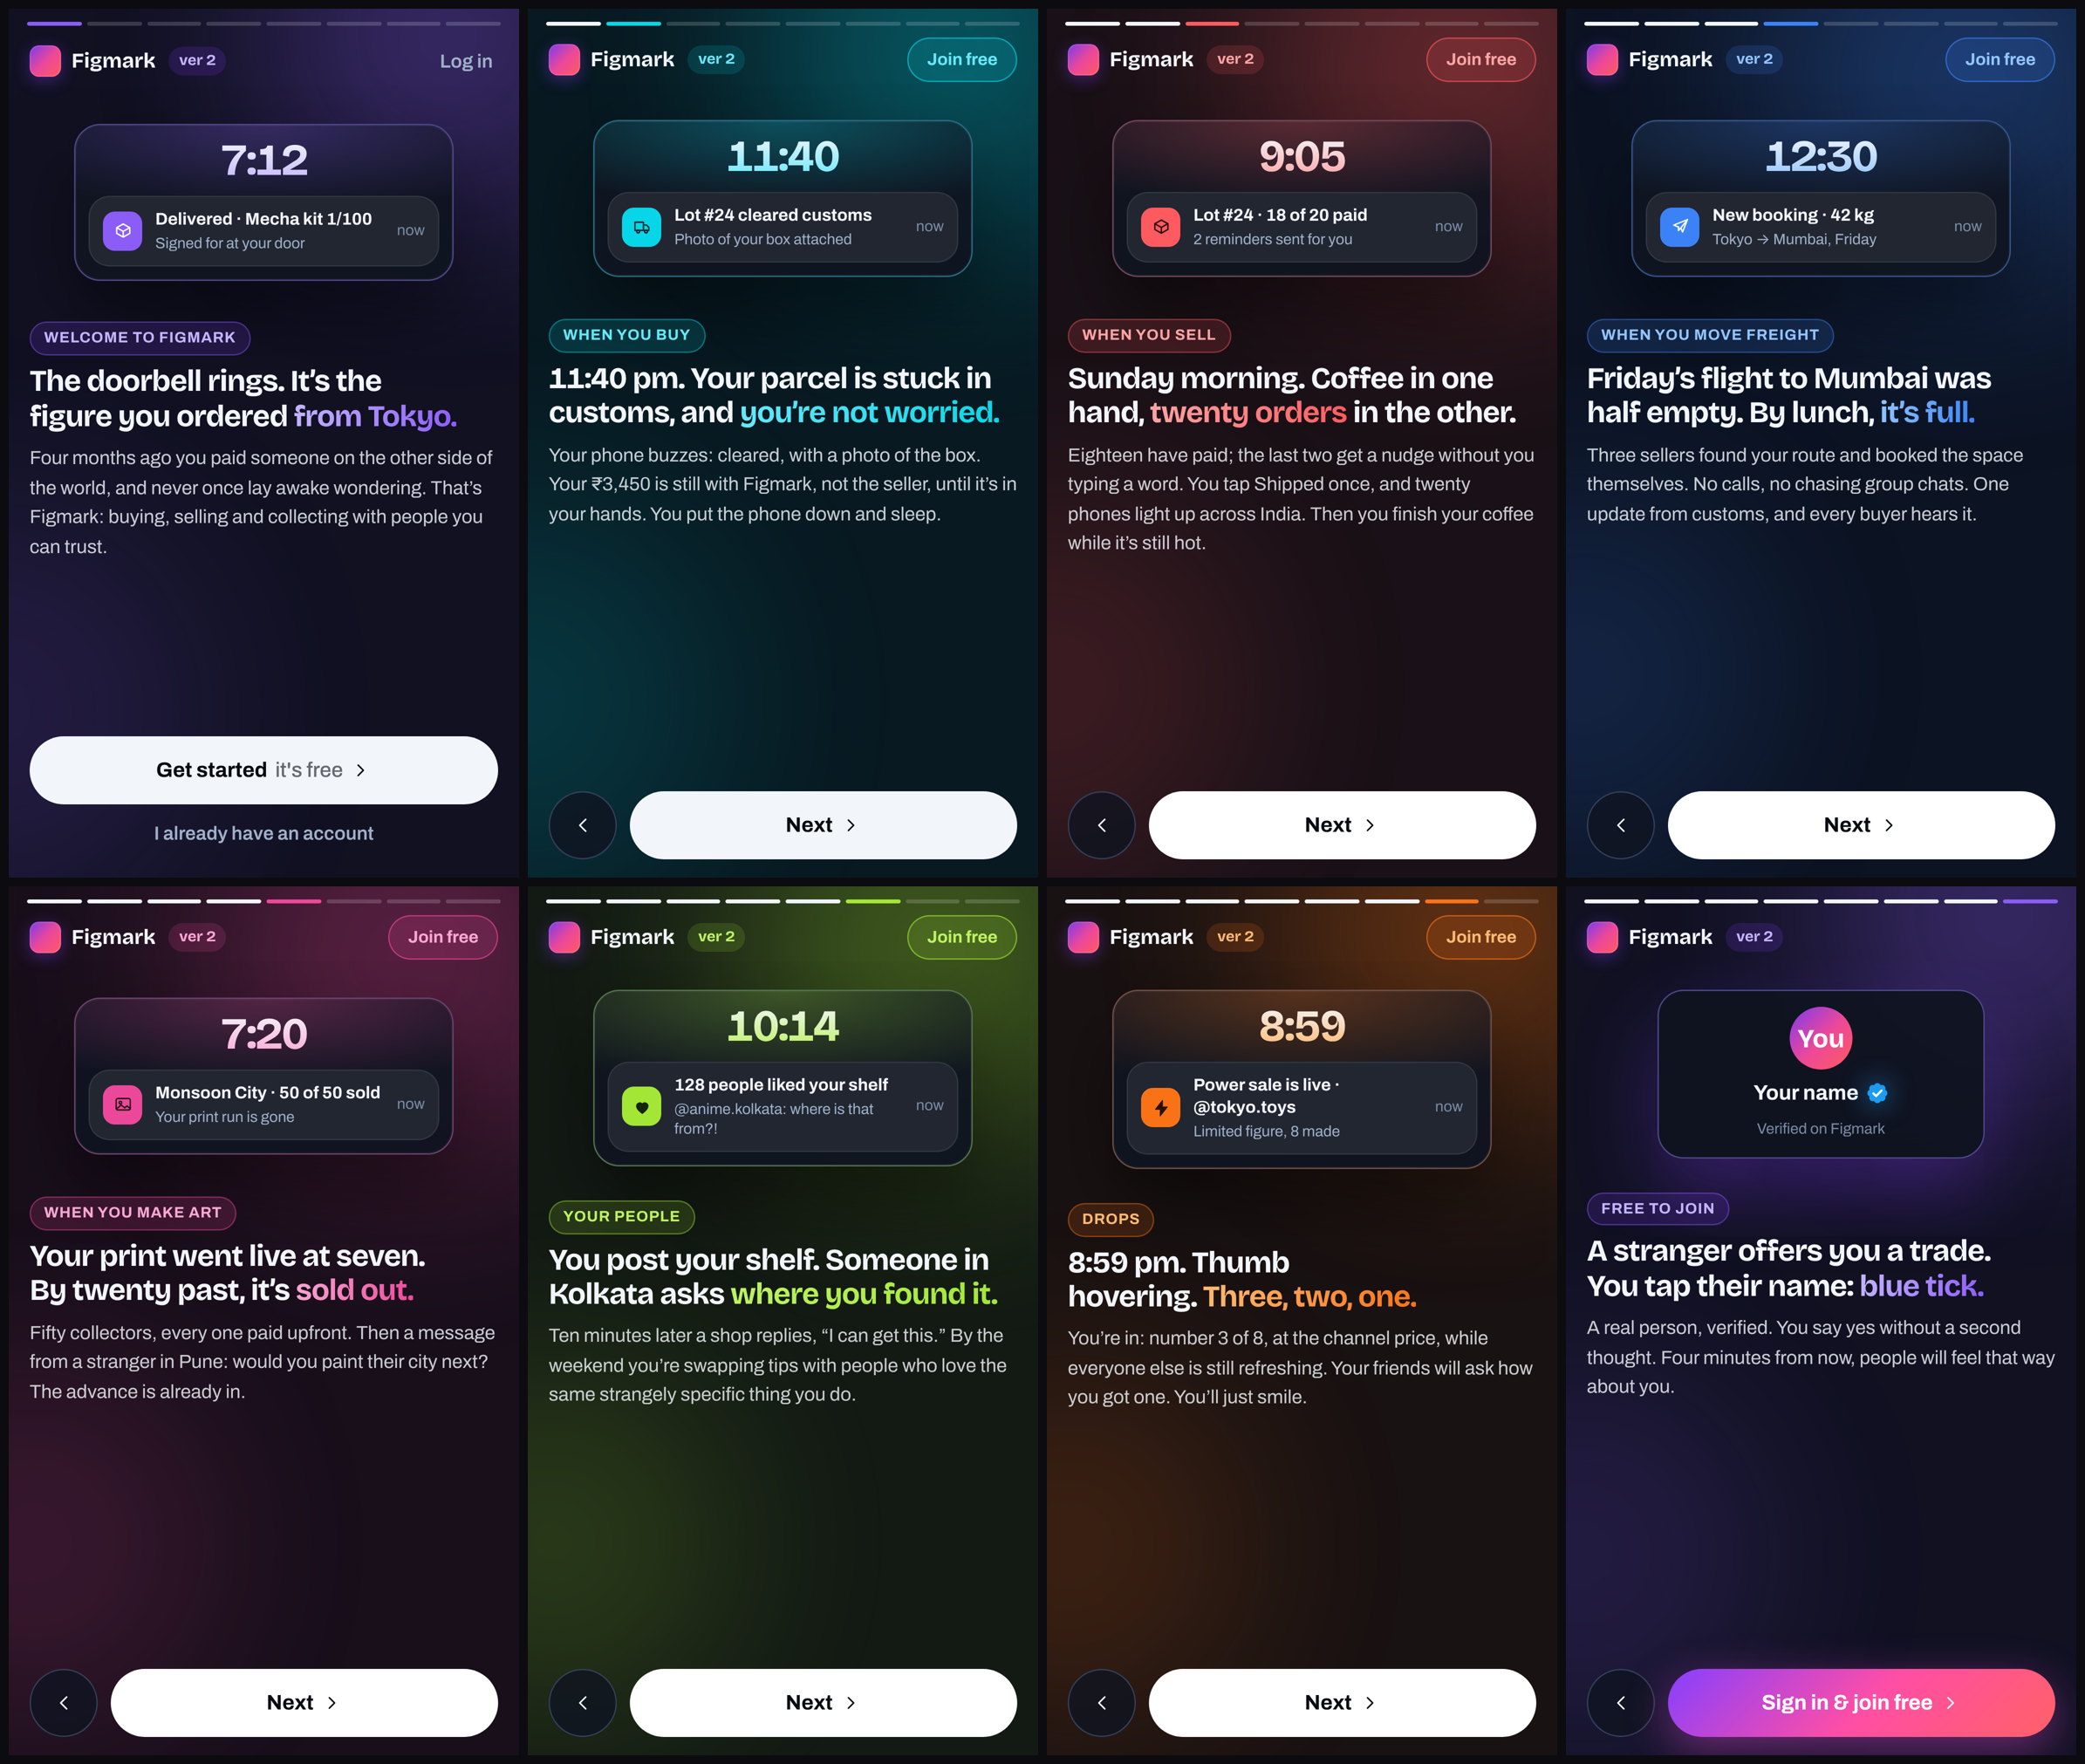 Figmark ver 2 Log in
7:12
Delivered · Mecha kit 1/100
Signed for at your door
now
WELCOME TO FIGMARK
The doorbell rings. It’s the
figure you ordered from Tokyo.
Four months ago you paid someone on the other side of
the world, and never once lay awake wondering. That’s
Figmark: buying, selling and collecting with people you
can trust.
Get started it's free
I already have an account
Figmark ver 2 Join free
11:40
Lot #24 cleared customs
Photo of your box attached
now
WHEN YOU BUY
11:40 pm. Your parcel is stuck in
customs, and you’re not worried.
Your phone buzzes: cleared, with a photo of the box.
Your ₹3,450 is still with Figmark, not the seller, until it’s in
your hands. You put the phone down and sleep.
Next
Figmark ver 2 Join free
9:05
Lot #24 · 18 of 20 paid
2 reminders sent for you
now
WHEN YOU SELL
Sunday morning. Coffee in one
hand, twenty orders in the other.
Eighteen have paid; the last two get a nudge without you
typing a word. You tap Shipped once, and twenty
phones light up across India. Then you finish your coffee
while it’s still hot.
Next
Figmark ver 2 Join free
12:30
New booking · 42 kg
Tokyo → Mumbai, Friday
now
WHEN YOU MOVE FREIGHT
Friday’s flight to Mumbai was
half empty. By lunch, it’s full.
Three sellers found your route and booked the space
themselves. No calls, no chasing group chats. One
update from customs, and every buyer hears it.
Next
Figmark ver 2 Join free
7:20
Monsoon City · 50 of 50 sold
Your print run is gone
now
WHEN YOU MAKE ART
Your print went live at seven.
By twenty past, it’s sold out.
Fifty collectors, every one paid upfront. Then a message
from a stranger in Pune: would you paint their city next?
The advance is already in.
Next
Figmark ver 2 Join free
10:14
128 people liked your shelf
@anime.kolkata: where is that
from?!
now
YOUR PEOPLE
You post your shelf. Someone in
Kolkata asks where you found it.
Ten minutes later a shop replies, “I can get this.” By the
weekend you’re swapping tips with people who love the
same strangely specific thing you do.
Next
Figmark ver 2 Join free
8:59
Power sale is live ·
@tokyo.toys
Limited figure, 8 made
now
DROPS
8:59 pm. Thumb
hovering. Three, two, one.
You’re in: number 3 of 8, at the channel price, while
everyone else is still refreshing. Your friends will ask how
you got one. You’ll just smile.
Next
Figmark ver 2
You
Your name
Verified on Figmark
FREE TO JOIN
A stranger offers you a trade.
You tap their name: blue tick.
A real person, verified. You say yes without a second
thought. Four minutes from now, people will feel that way
about you.
Sign in & join free